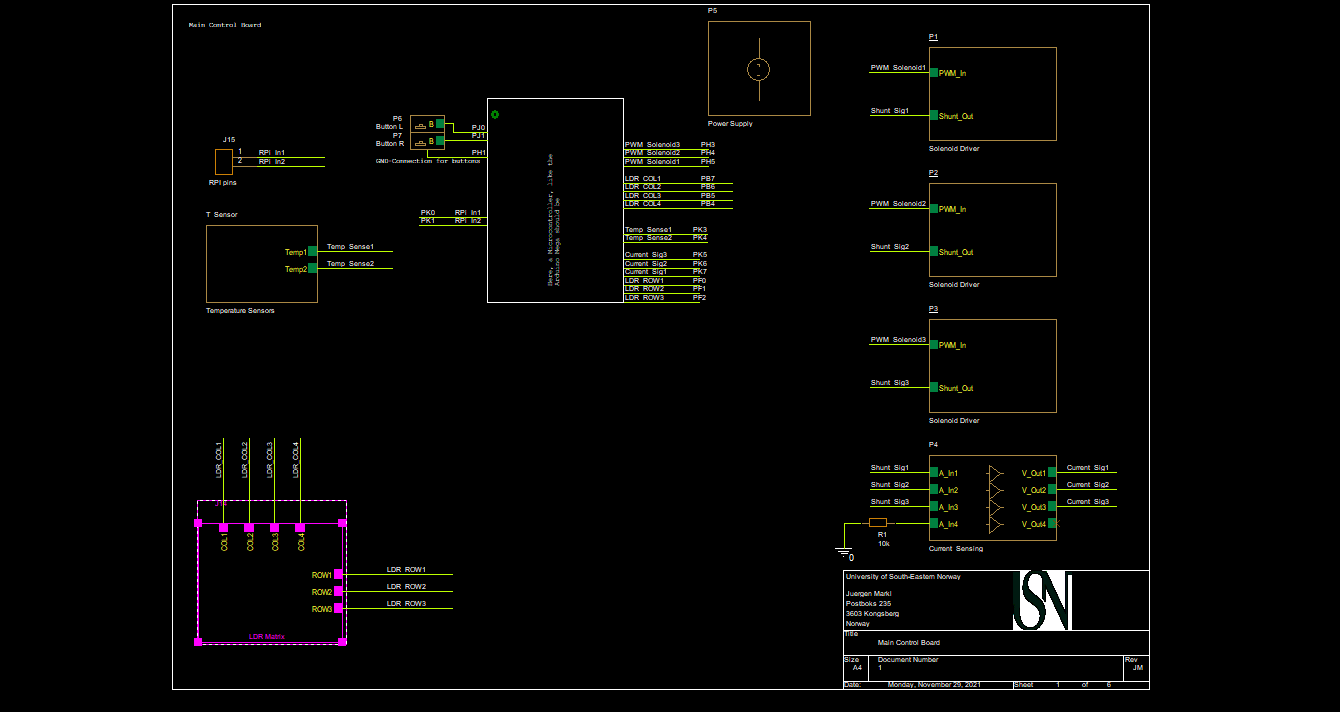 Main Control Board
P5
Power Supply
P1
PWM_Solenoid1
PWM_In
Shunt_Sig1
Shunt_Out
Solenoid Driver
P6
Button L
B
PJ0
P7
Button R
B
PJ1
PH1
GND-Connection for buttons
J15
1
RPI_In1
2
RPI_In2
RPI pins
Here, a Microcontroller, like the
Arduino Mega should be
PWM_Solenoid3 PH3
PWM_Solenoid2 PH4
PWM_Solenoid1 PH5
LDR_COL1 PB7
LDR_COL2 PB6
LDR_COL3 PB5
LDR_COL4 PB4
PK0 RPI_In1
PK1 RPI_In2
Temp_Sense1 PK3
Temp_Sense2 PK4
Current_Sig3 PK5
Current_Sig2 PK6
Current_Sig1 PK7
LDR_ROW1 PF0
LDR_ROW2 PF1
LDR_ROW3 PF2
T_Sensor
Temp1
Temp_Sense1
Temp2
Temp_Sense2
Temperature Sensors
P2
PWM_Solenoid2
PWM_In
Shunt_Sig2
Shunt_Out
Solenoid Driver
P3
PWM_Solenoid3
PWM_In
Shunt_Sig3
Shunt_Out
Solenoid Driver
P4
Shunt_Sig1 A_In1 V_Out1 Current_Sig1
Shunt_Sig2 A_In2 V_Out2 Current_Sig2
Shunt_Sig3 A_In3 V_Out3 Current_Sig3
A_In4 V_Out4
R1
10k
0
Current_Sensing
LDR_COL1
LDR_COL2
LDR_COL3
LDR_COL4
COL1
COL2
COL3
COL4
ROW1 LDR_ROW1
ROW2 LDR_ROW2
ROW3 LDR_ROW3
LDR Matrix
University of South-Eastern Norway
Juergen Markl
Postboks 235
3603 Kongsberg
Norway
USN
Title
Main Control Board
Size
A4
Document Number
1
Rev
JM
Date: Monday, November 29, 2021 Sheet 1 of 6